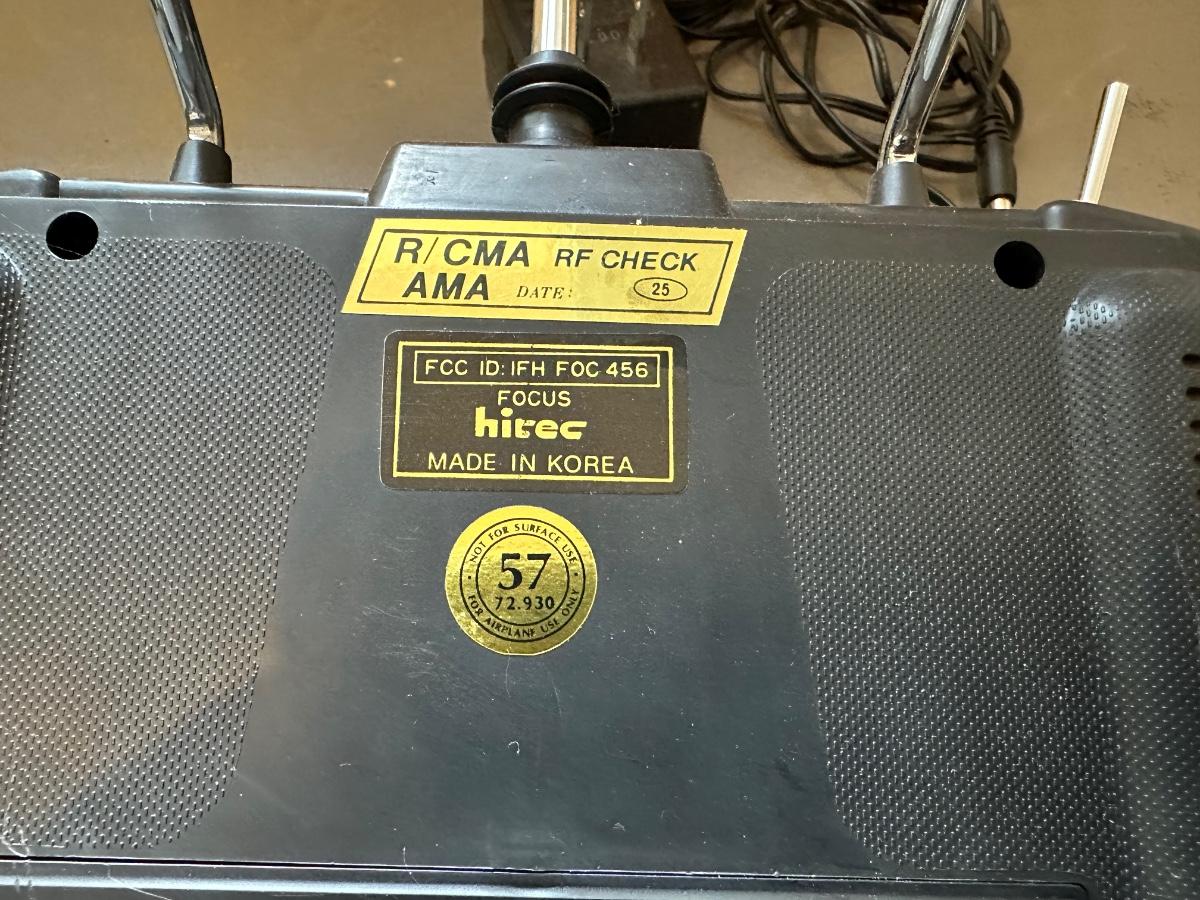 R/CMA RF CHECK
AMA DATE: 25
FCC ID: IFH FOC 456
FOCUS
hitec
MADE IN KOREA
· NOT FOR SURFACE USE ·
57
72.930
FOR AIRPLANE USE ONLY